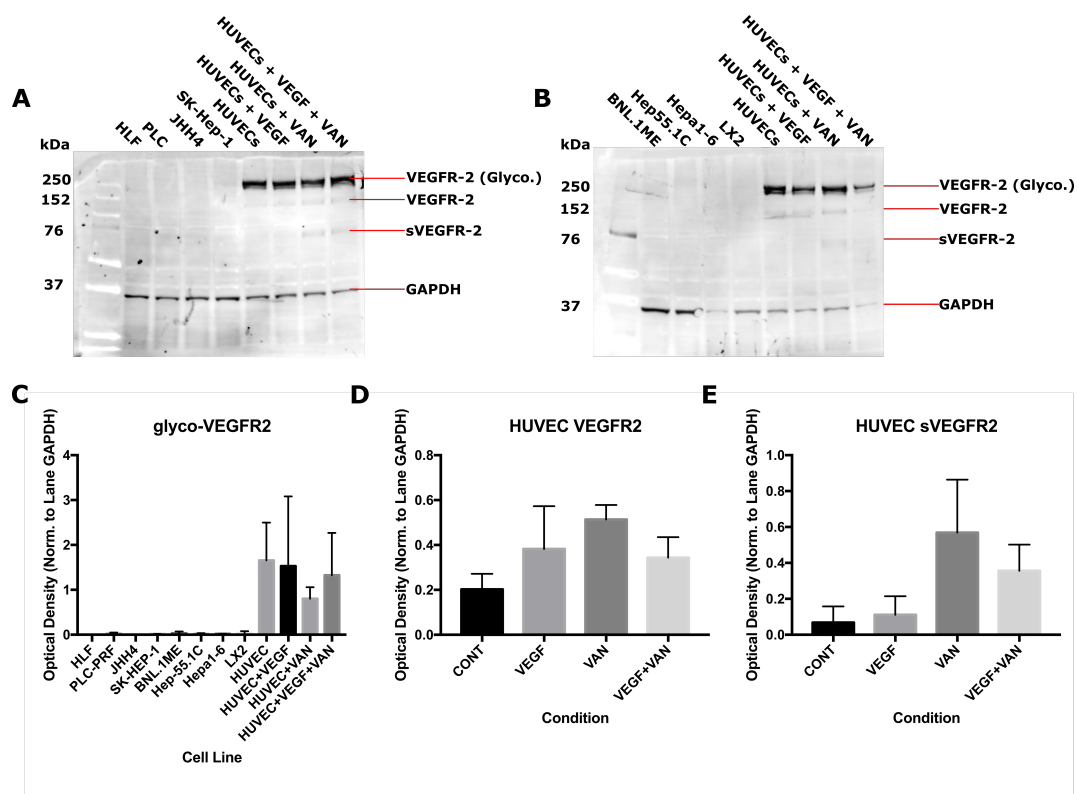 A
HLF
PLC
JHH4
SK-Hep-1
HUVECs
HUVECs + VEGF
HUVECs + VAN
HUVECs + VEGF + VAN
kDa
250
152
76
37
VEGFR-2 (Glyco.)
VEGFR-2
sVEGFR-2
GAPDH
B
BNL.1ME
Hep55.1C
Hepa1-6
LX2
HUVECs
HUVECs + VEGF
HUVECs + VAN
HUVECs + VEGF + VAN
kDa
250
152
76
37
VEGFR-2 (Glyco.)
VEGFR-2
sVEGFR-2
GAPDH
C
glyco-VEGFR2
Optical Density (Norm. to Lane GAPDH)
4
3
2
1
0
HLF
PLC-PRF
JHH4
SK-HEP-1
BNL.1ME
Hep-55.1C
Hepa1-6
LX2
HUVEC
HUVEC+VEGF
HUVEC+VAN
HUVEC+VEGF+VAN
Cell Line
D
HUVEC VEGFR2
Optical Density (Norm. to Lane GAPDH)
0.8
0.6
0.4
0.2
0.0
CONT
VEGF
VAN
VEGF+VAN
Condition
E
HUVEC sVEGFR2
Optical Density (Norm. to Lane GAPDH)
1.0
0.8
0.6
0.4
0.2
0.0
CONT
VEGF
VAN
VEGF+VAN
Condition